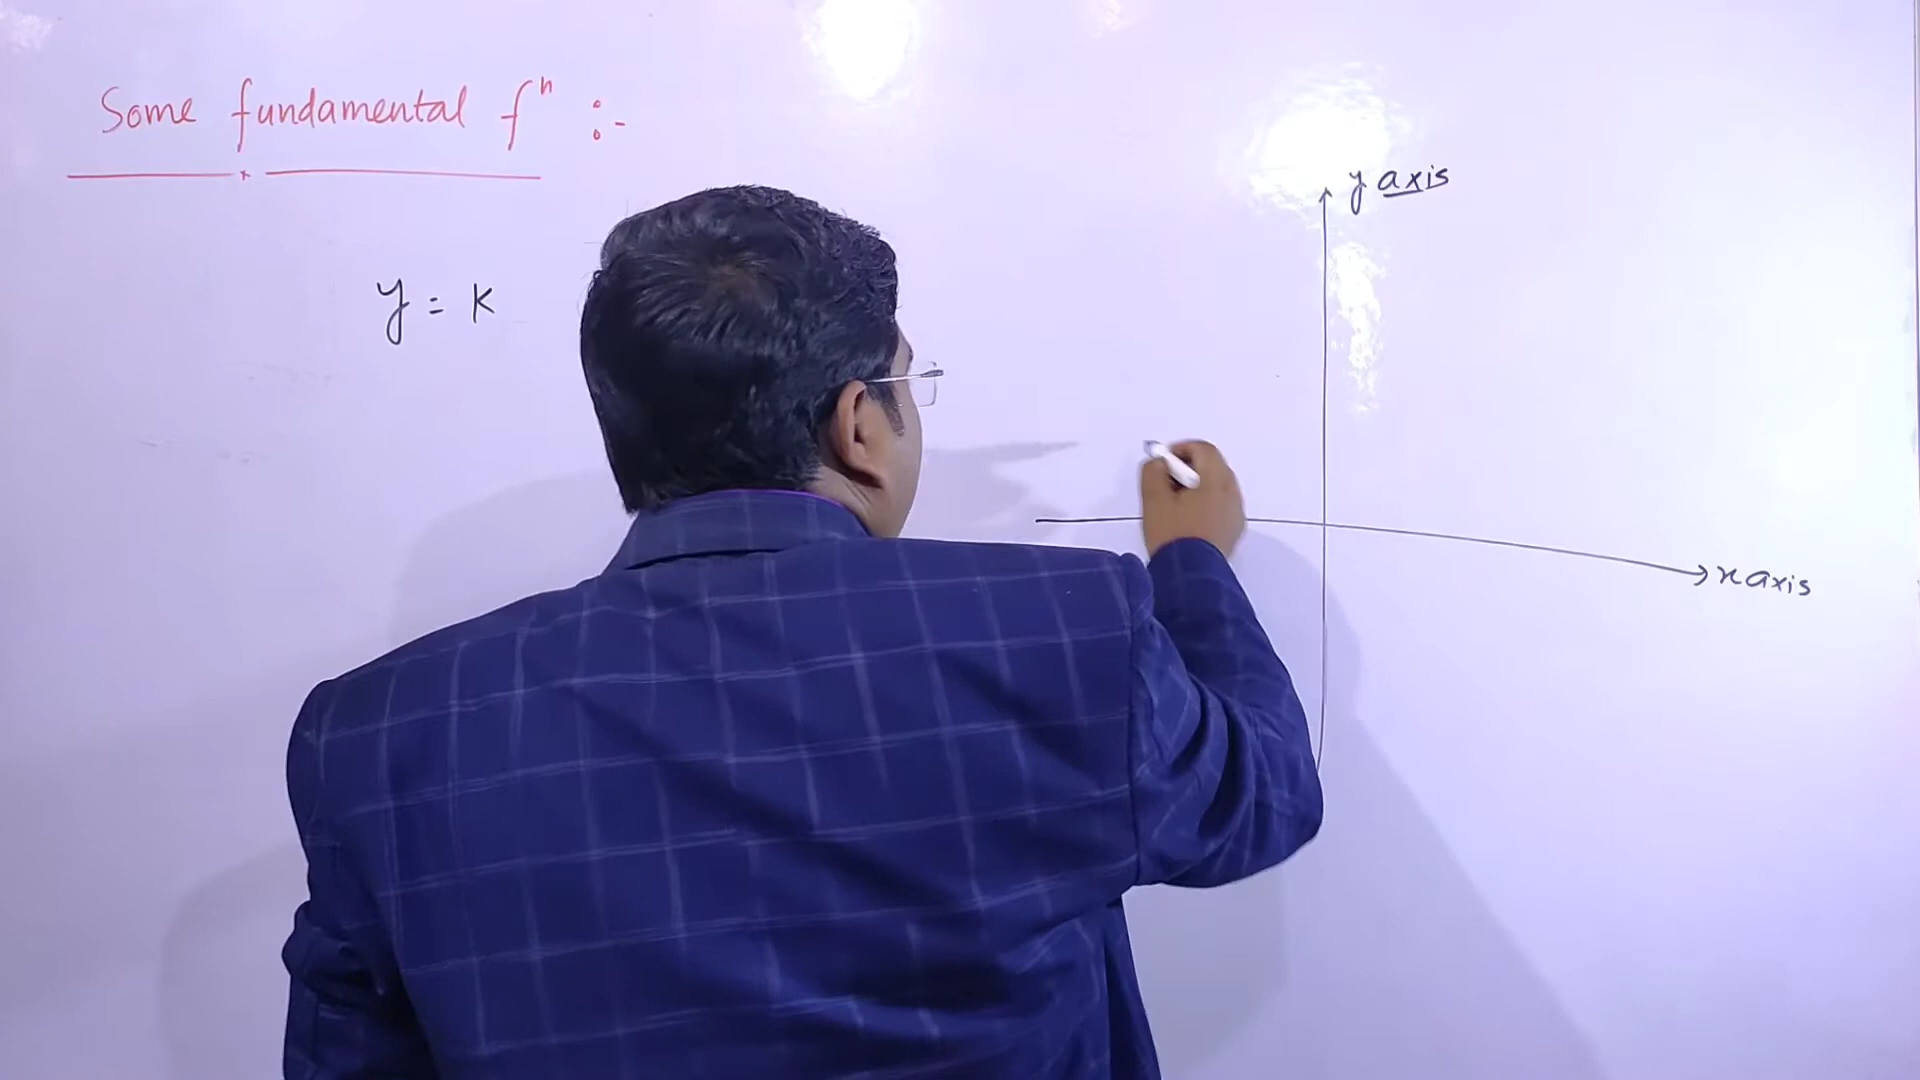 Some fundamental fⁿ :-
y axis
y = K
x axis